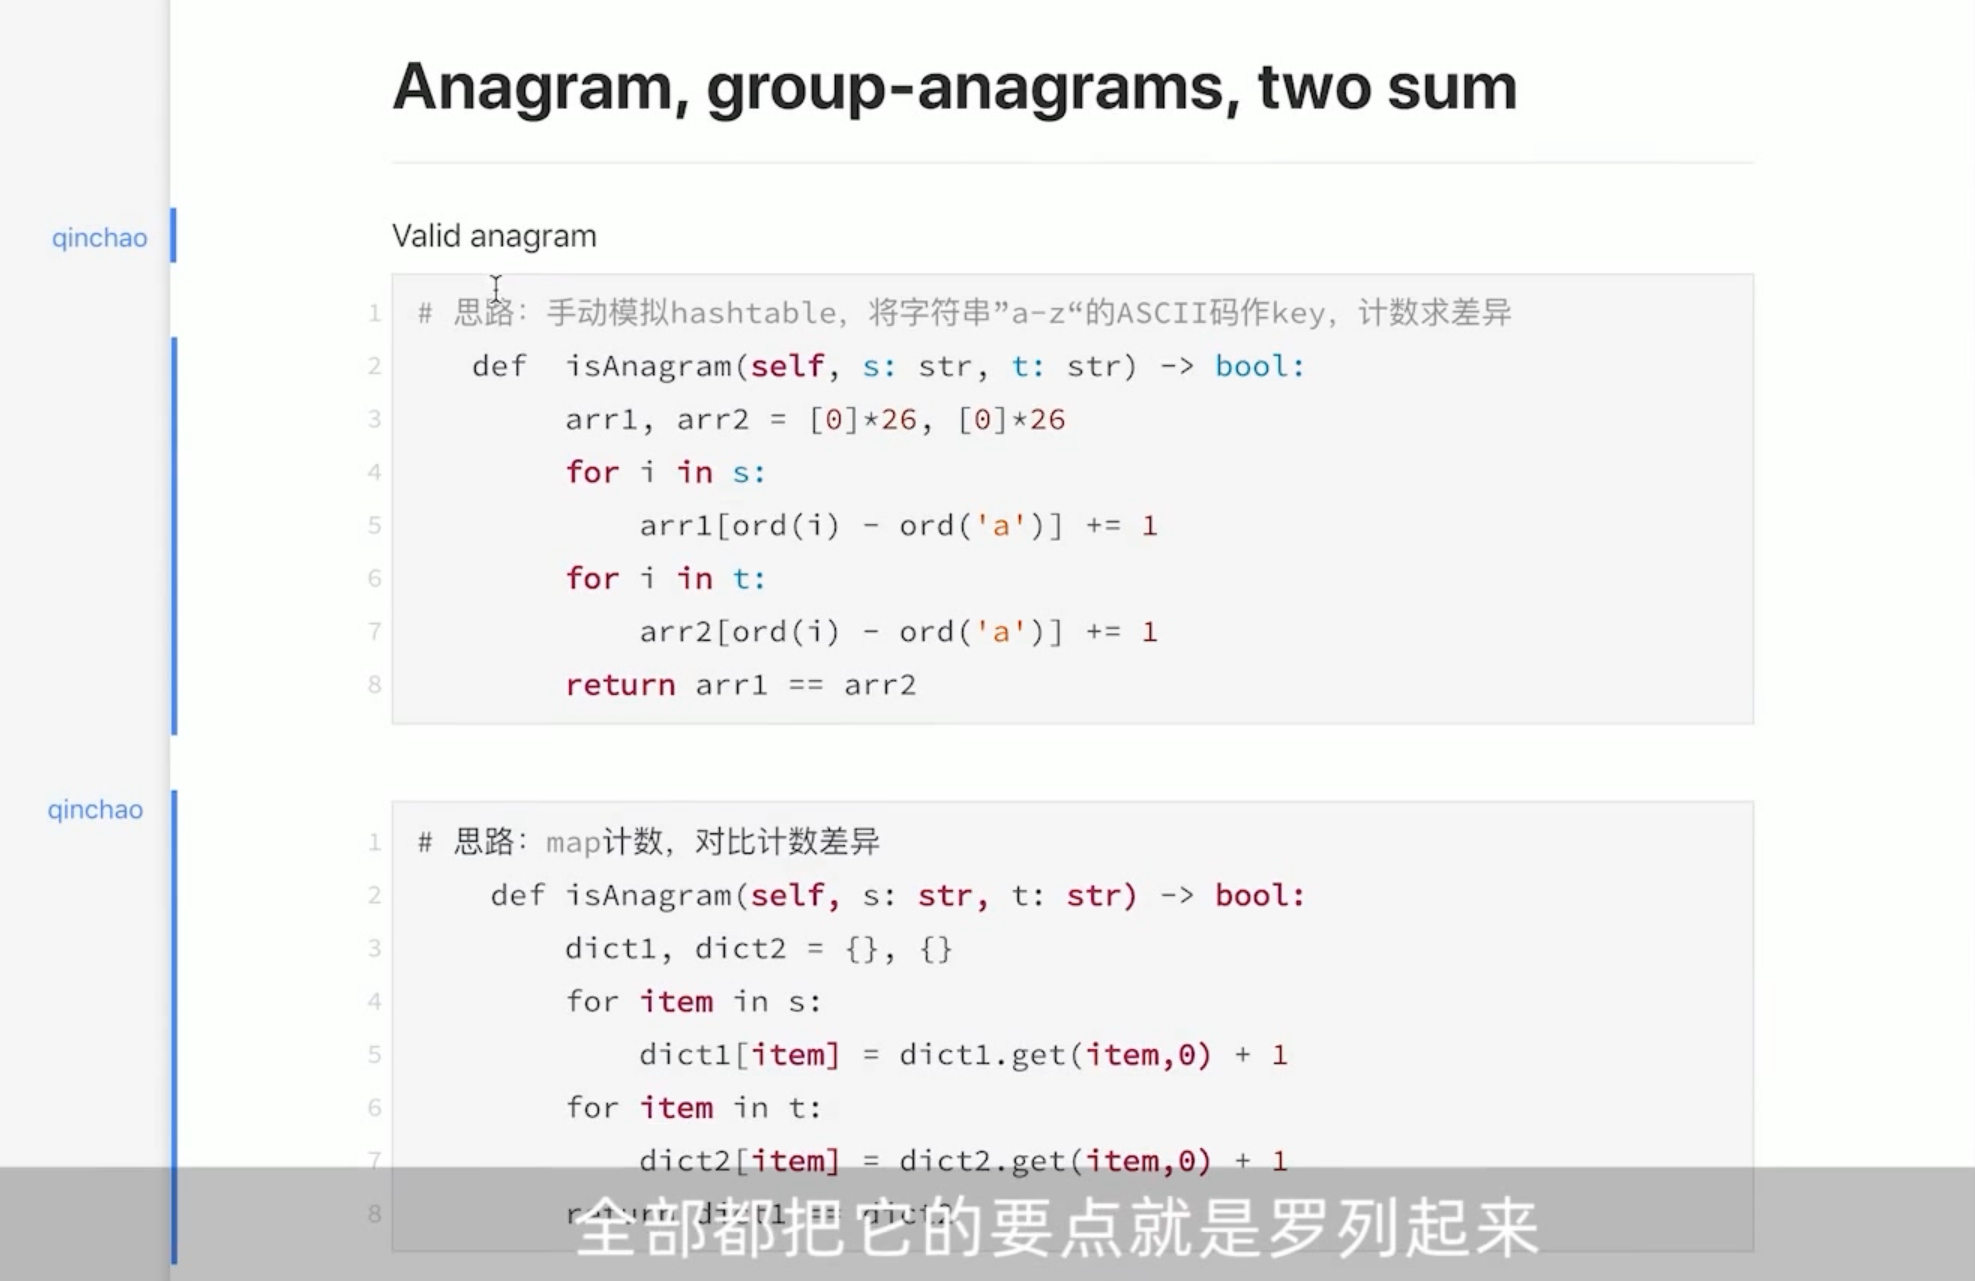 Anagram, group-anagrams, two sum
qinchao
Valid anagram
1 # 思路：手动模拟hashtable，将字符串”a-z“的ASCII码作key，计数求差异
2 def  isAnagram(self, s: str, t: str) -> bool:
3 arr1, arr2 = [0]*26, [0]*26
4 for i in s:
5 arr1[ord(i) - ord('a')] += 1
6 for i in t:
7 arr2[ord(i) - ord('a')] += 1
8 return arr1 == arr2
qinchao
1 # 思路：map计数，对比计数差异
2 def isAnagram(self, s: str, t: str) -> bool:
3 dict1, dict2 = {}, {}
4 for item in s:
5 dict1[item] = dict1.get(item,0) + 1
6 for item in t:
7 dict2[item] = dict2.get(item,0) + 1
8 return dict1 == dict2
全部都把它的要点就是罗列起来